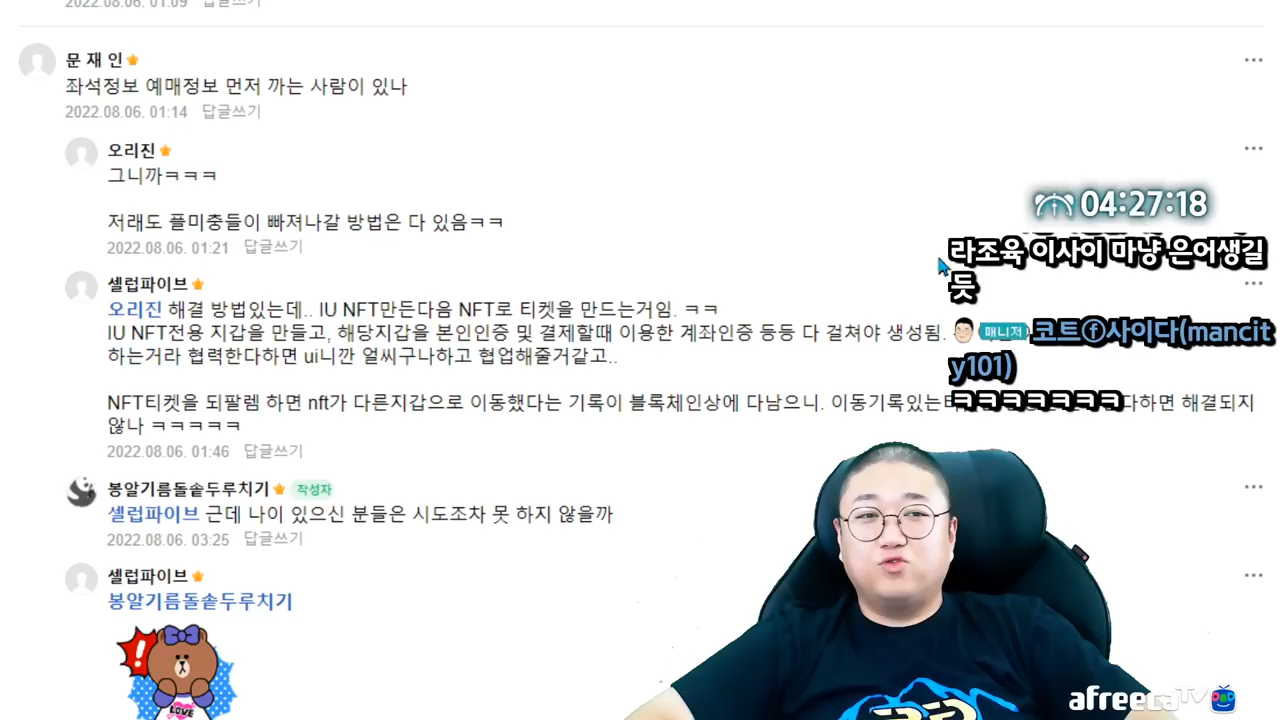 2022.08.06. 01:09 답글쓰기
문 재 인
좌석정보 예매정보 먼저 까는 사람이 있나
2022.08.06. 01:14 답글쓰기
오리진
그니까ㅋㅋㅋ
저래도 플미충들이 빠져나갈 방법은 다 있음ㅋㅋ
2022.08.06. 01:21 답글쓰기
04:27:18
라조육 이사이 마냥 은어생길
듯
셀럽파이브
오리진 해결 방법있는데.. IU NFT만든다음 NFT로 티켓을 만드는거임. ㅋㅋ
IU NFT전용 지갑을 만들고, 해당지갑을 본인인증 및 결제할때 이용한 계좌인증 등등 다 걸쳐야 생성됨.
하는거라 협력한다하면 ui니깐 얼씨구나하고 협업해줄거같고..
매니저 코트ⓕ사이다(mancit
y101)
ㅋㅋㅋㅋㅋㅋㅋ
NFT티켓을 되팔렘 하면 nft가 다른지갑으로 이동했다는 기록이 블록체인상에 다남으니. 이동기록있는 다하면 해결되지
않나 ㅋㅋㅋㅋㅋ
2022.08.06. 01:46 답글쓰기
봉알기름돌솥두루치기 작성자
셀럽파이브 근데 나이 있으신 분들은 시도조차 못 하지 않을까
2022.08.06. 03:25 답글쓰기
셀럽파이브
봉알기름돌솥두루치기
!
LOVE
afreecaTV